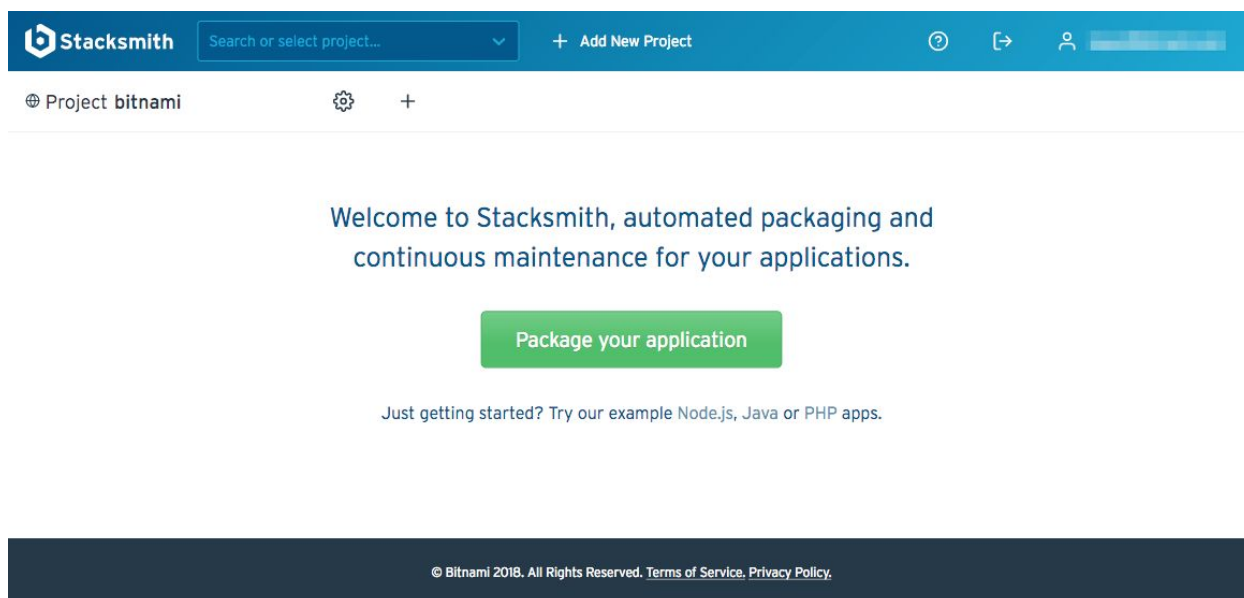 Stacksmith Search or select project... + Add New Project
Project bitnami
Welcome to Stacksmith, automated packaging and
continuous maintenance for your applications.
Package your application
Just getting started? Try our example Node.js, Java or PHP apps.
© Bitnami 2018. All Rights Reserved. Terms of Service. Privacy Policy.